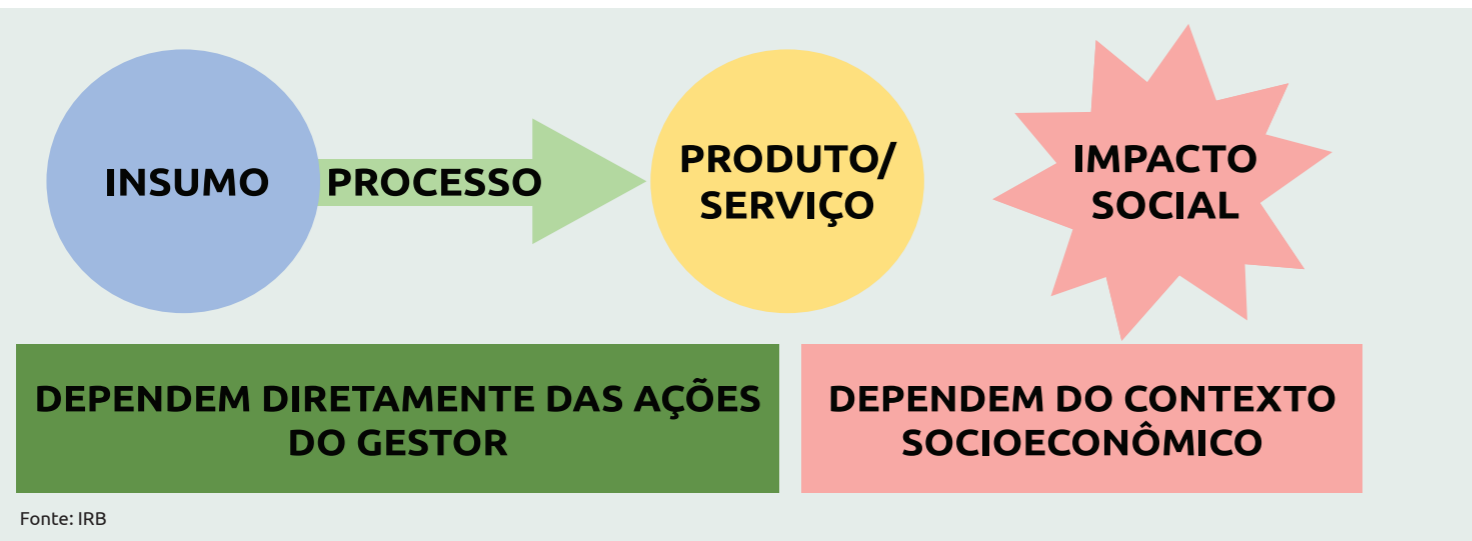 INSUMO
PROCESSO
PRODUTO/
SERVIÇO
IMPACTO
SOCIAL
DEPENDEM DIRETAMENTE DAS AÇÕES
DO GESTOR
DEPENDEM DO CONTEXTO
SOCIOECONÔMICO
Fonte: IRB